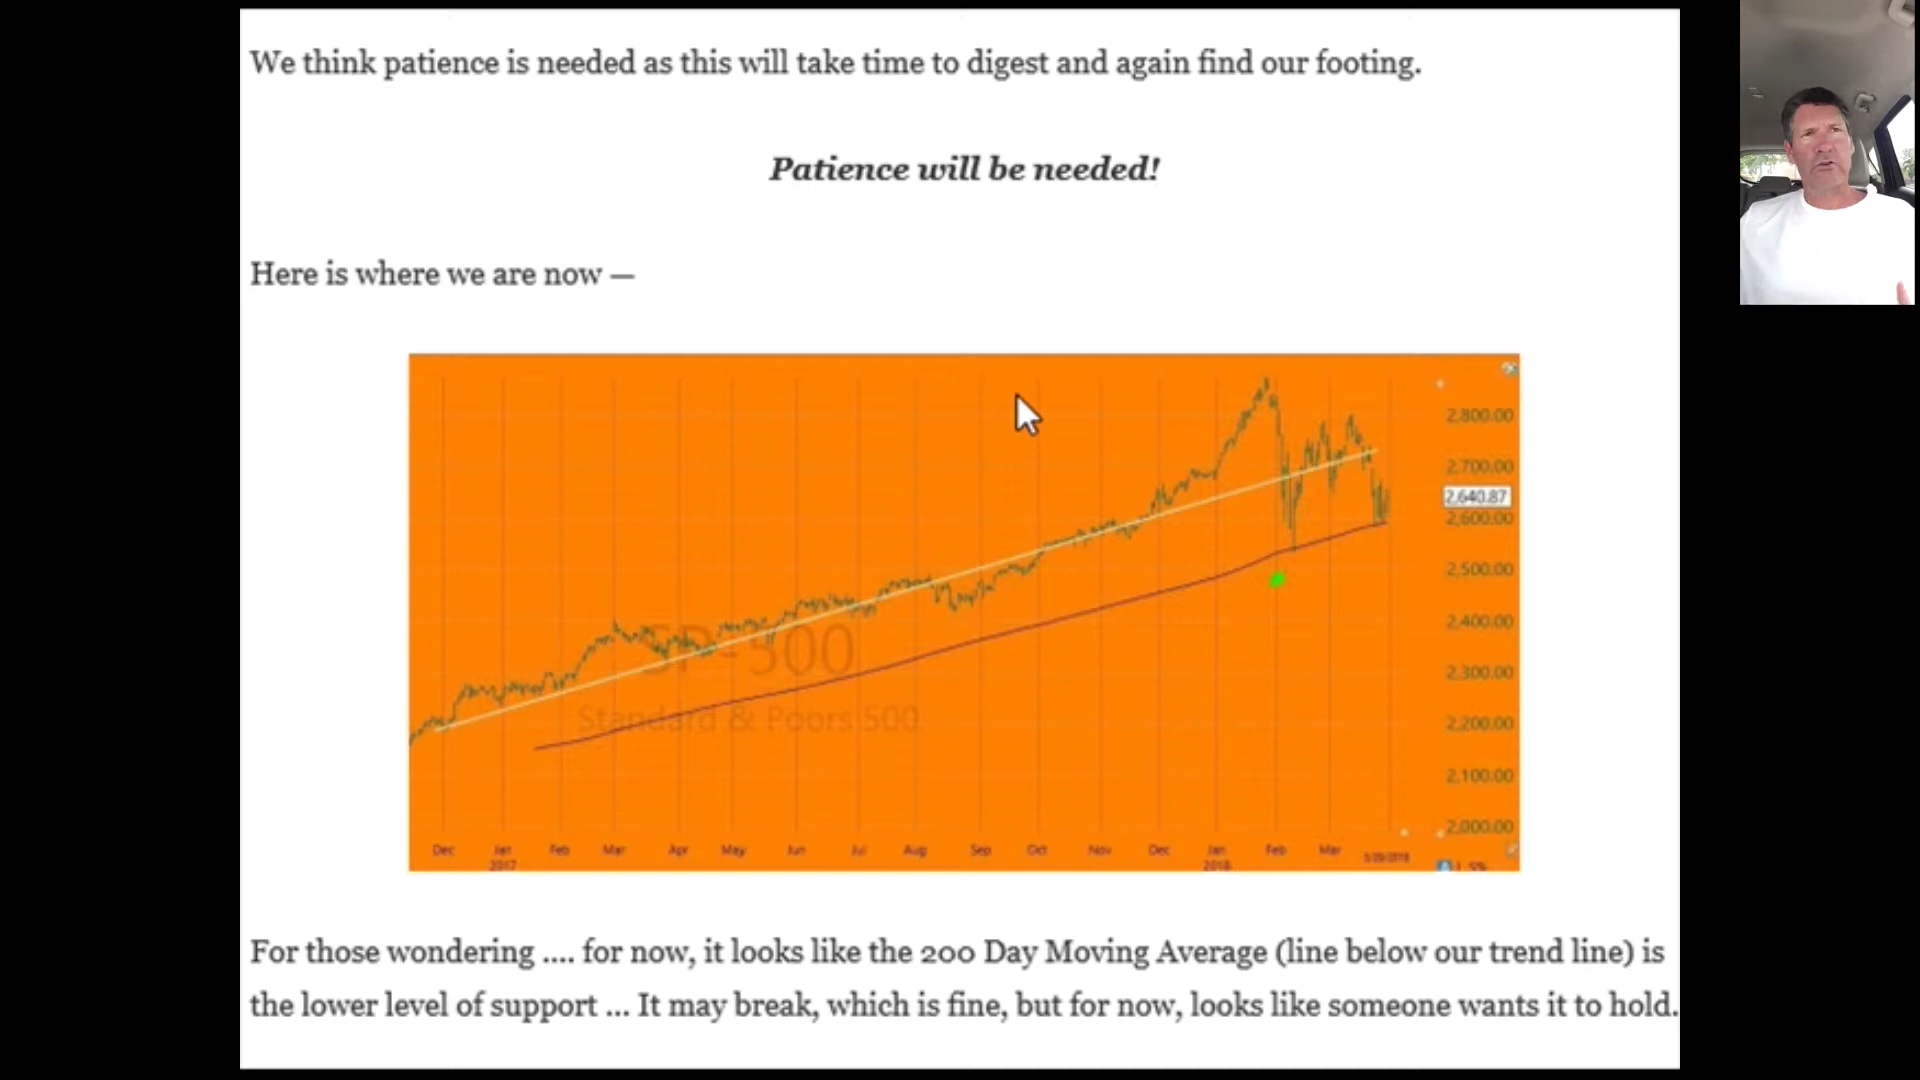 We think patience is needed as this will take time to digest and again find our footing.
Patience will be needed!
Here is where we are now —
2,800.00
2,700.00
2,640.87
2,600.00
2,500.00
2,400.00
SP-500
2,300.00
Standard & Poors 500
2,200.00
2,100.00
2,000.00
Dec Jan Feb Mar Apr May Jun Jul Aug Sep Oct Nov Dec Jan Feb Mar
2017 2018
For those wondering .... for now, it looks like the 200 Day Moving Average (line below our trend line) is
the lower level of support ... It may break, which is fine, but for now, looks like someone wants it to hold.